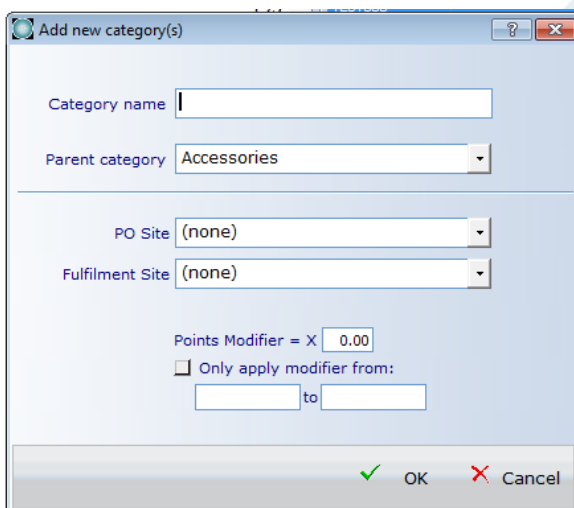 Add new category(s)
?
Category name
Parent category Accessories
PO Site (none)
Fulfilment Site (none)
Points Modifier = X 0.00
Only apply modifier from:
to
OK Cancel